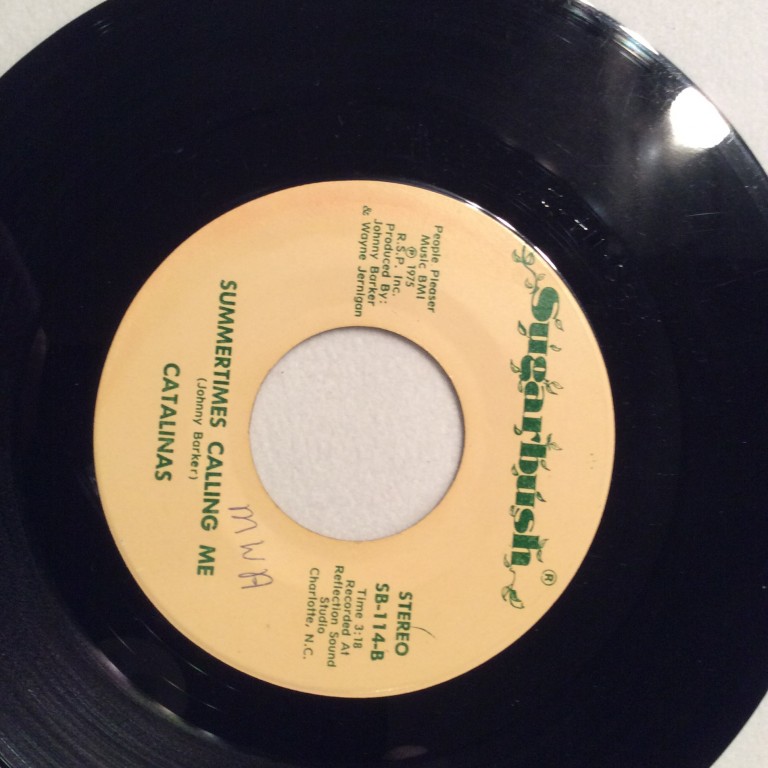 Sugarbush®
People Pleaser
Music BMI
℗ 1975
R.S.P. Inc.
Produced By:
Johnny Barker
& Wayne Jernigan
STEREO
SB-114-B
Time 3:18
Recorded At
Reflection Sound
Studio
Charlotte, N.C.
MWA
SUMMERTIMES CALLING ME
(Johnny Barker)
CATALINAS